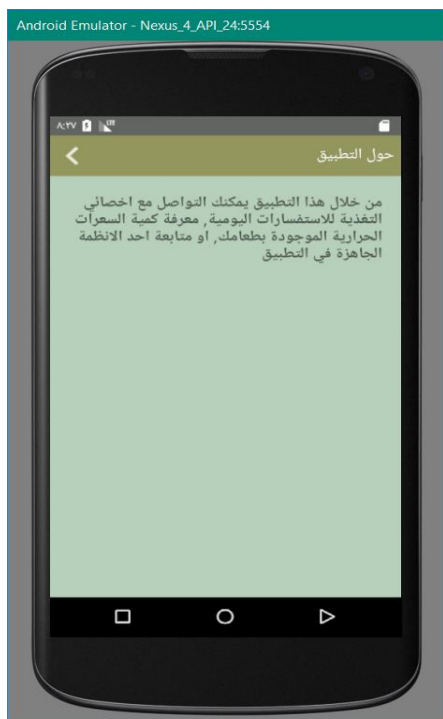 Android Emulator - Nexus_4_API_24:5554
٨:٢٧ LTE
حول التطبيق
من خلال هذا التطبيق يمكنك التواصل مع اخصائي
التغذية للاستفسارات اليومية, معرفة كمية السعرات
الحرارية الموجودة بطعامك, او متابعة احد الانظمة
الجاهزة في التطبيق